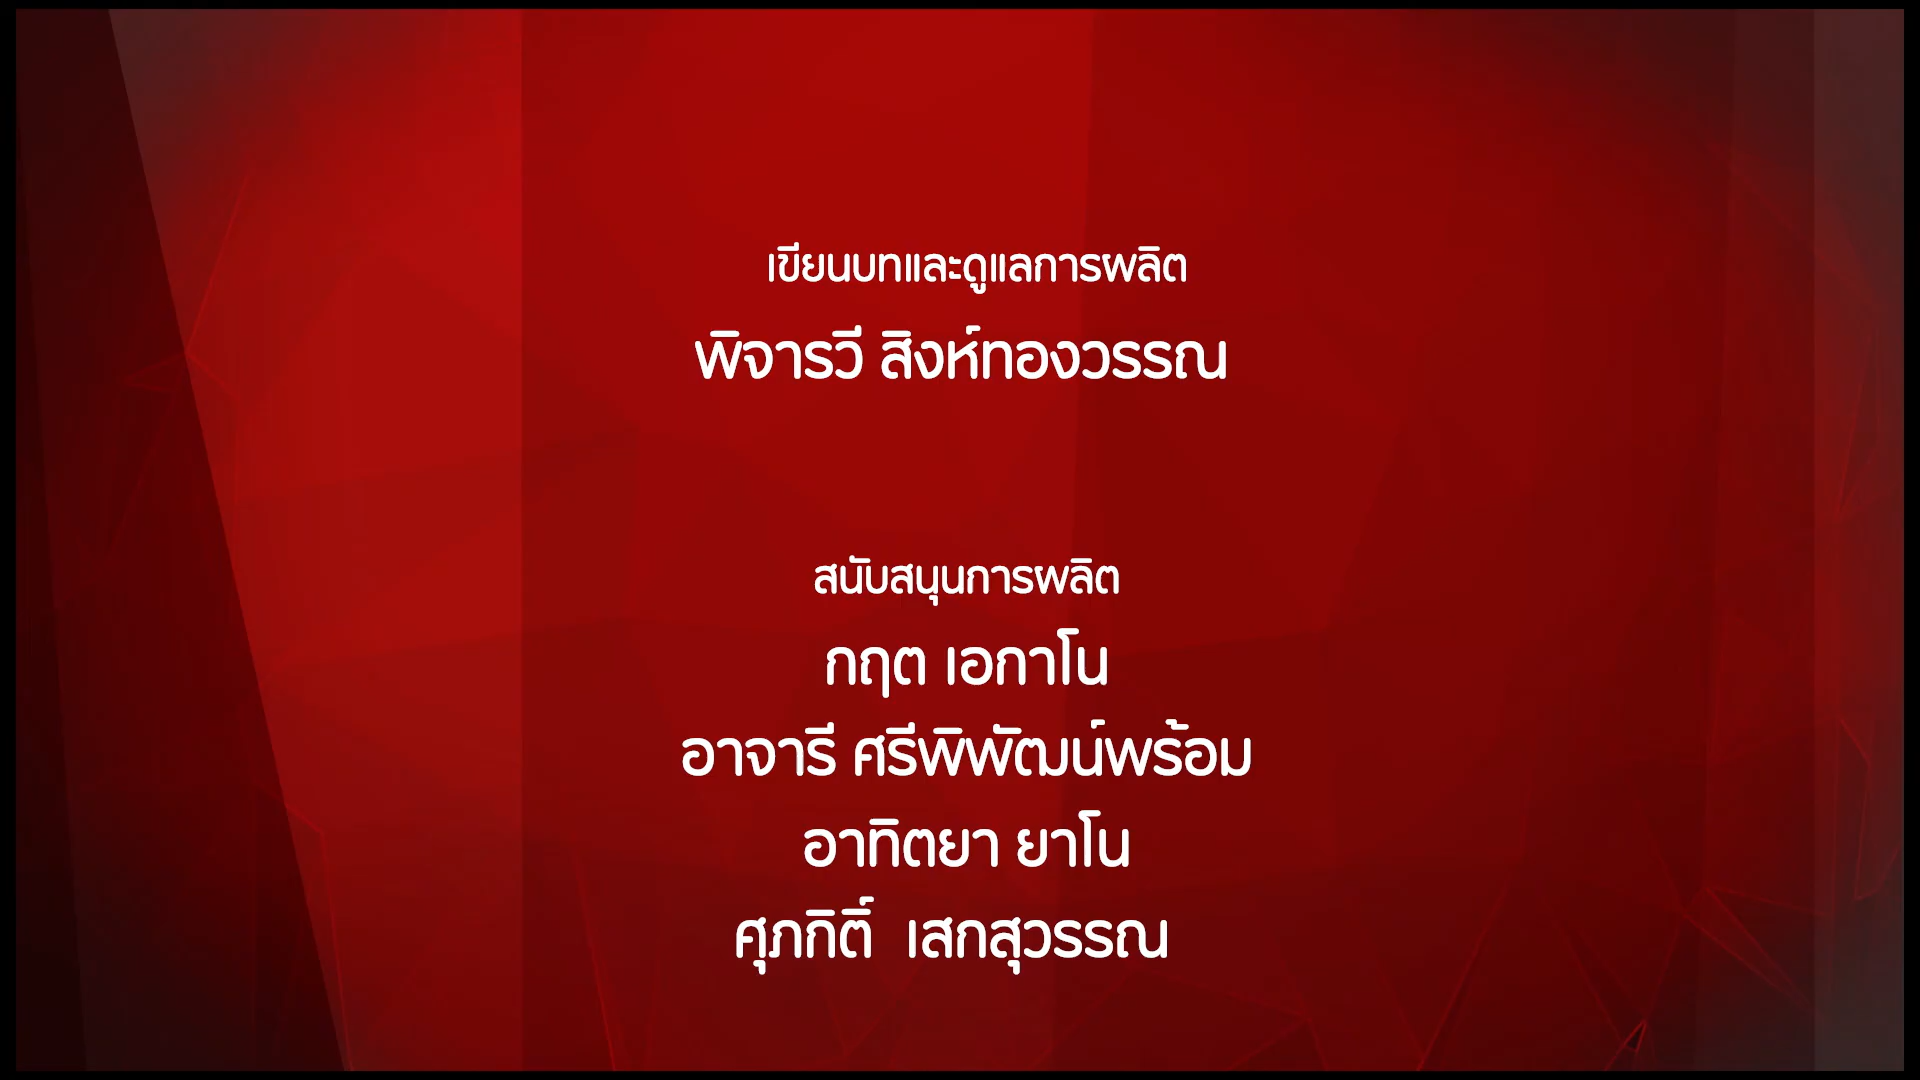 เขียนบทและดูแลการผลิต
พิจารวี สิงห์ทองวรรณ
สนับสนุนการผลิต
กฤต เอกาโน
อาจารี ศรีพิพัฒน์พร้อม
อาทิตยา ยาโน
ศุภกิติ์ เสกสุวรรณ